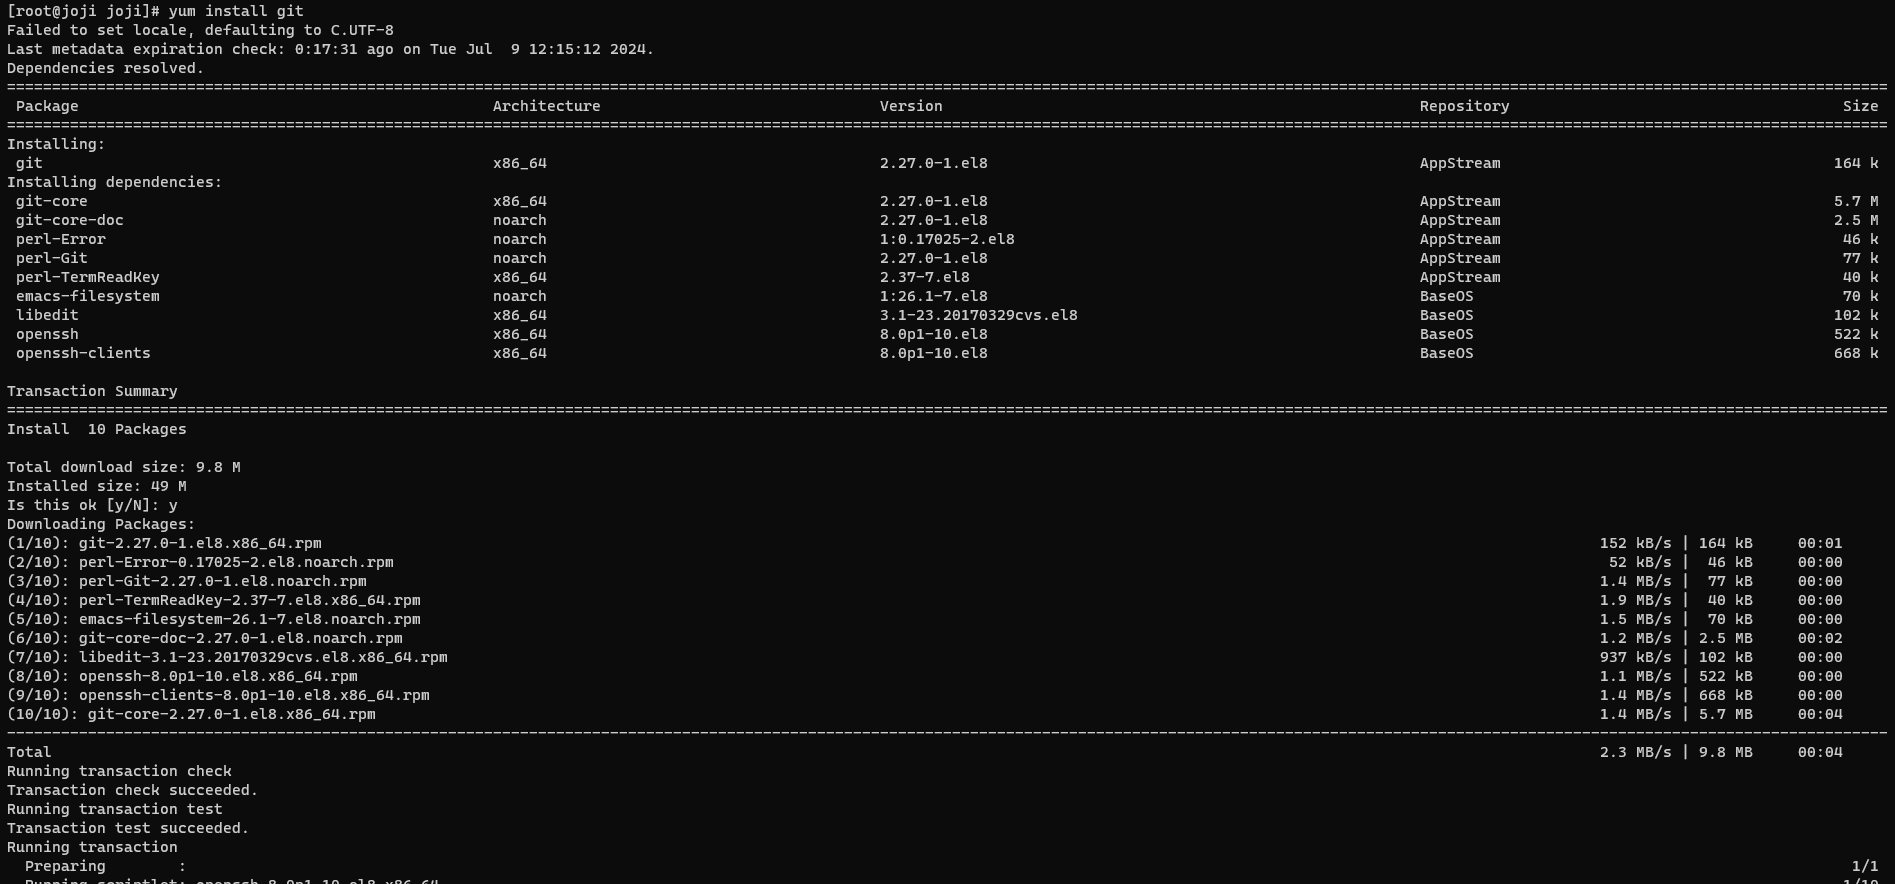 [root@joji joji]# yum install git
Failed to set locale, defaulting to C.UTF-8
Last metadata expiration check: 0:17:31 ago on Tue Jul  9 12:15:12 2024.
Dependencies resolved.
Package Architecture Version Repository Size
Installing:
git x86_64 2.27.0-1.el8 AppStream 164 k
Installing dependencies:
git-core x86_64 2.27.0-1.el8 AppStream 5.7 M
git-core-doc noarch 2.27.0-1.el8 AppStream 2.5 M
perl-Error noarch 1:0.17025-2.el8 AppStream 46 k
perl-Git noarch 2.27.0-1.el8 AppStream 77 k
perl-TermReadKey x86_64 2.37-7.el8 AppStream 40 k
emacs-filesystem noarch 1:26.1-7.el8 BaseOS 70 k
libedit x86_64 3.1-23.20170329cvs.el8 BaseOS 102 k
openssh x86_64 8.0p1-10.el8 BaseOS 522 k
openssh-clients x86_64 8.0p1-10.el8 BaseOS 668 k
Transaction Summary
Install  10 Packages
Total download size: 9.8 M
Installed size: 49 M
Is this ok [y/N]: y
Downloading Packages:
(1/10): git-2.27.0-1.el8.x86_64.rpm 152 kB/s | 164 kB 00:01
(2/10): perl-Error-0.17025-2.el8.noarch.rpm 52 kB/s | 46 kB 00:00
(3/10): perl-Git-2.27.0-1.el8.noarch.rpm 1.4 MB/s | 77 kB 00:00
(4/10): perl-TermReadKey-2.37-7.el8.x86_64.rpm 1.9 MB/s | 40 kB 00:00
(5/10): emacs-filesystem-26.1-7.el8.noarch.rpm 1.5 MB/s | 70 kB 00:00
(6/10): git-core-doc-2.27.0-1.el8.noarch.rpm 1.2 MB/s | 2.5 MB 00:02
(7/10): libedit-3.1-23.20170329cvs.el8.x86_64.rpm 937 kB/s | 102 kB 00:00
(8/10): openssh-8.0p1-10.el8.x86_64.rpm 1.1 MB/s | 522 kB 00:00
(9/10): openssh-clients-8.0p1-10.el8.x86_64.rpm 1.4 MB/s | 668 kB 00:00
(10/10): git-core-2.27.0-1.el8.x86_64.rpm 1.4 MB/s | 5.7 MB 00:04
Total 2.3 MB/s | 9.8 MB 00:04
Running transaction check
Transaction check succeeded.
Running transaction test
Transaction test succeeded.
Running transaction
Preparing : 1/1
Running scriptlet: openssh-8.0p1-10.el8.x86_64 1/10